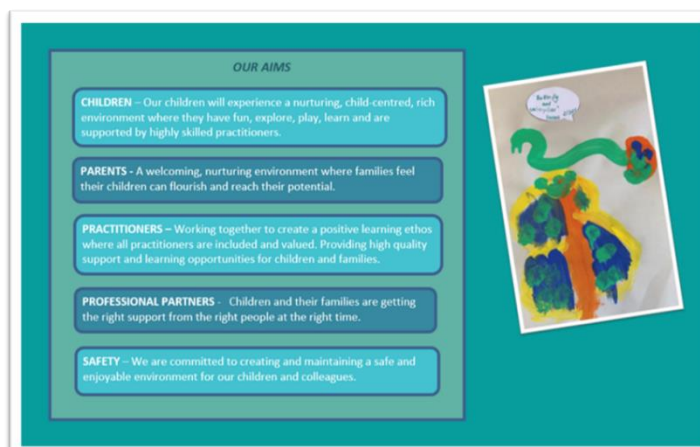 OUR AIMS
CHILDREN – Our children will experience a nurturing, child-centred, rich
environment where they have fun, explore, play, learn and are
supported by highly skilled practitioners.
PARENTS - A welcoming, nurturing environment where families feel
their children can flourish and reach their potential.
PRACTITIONERS – Working together to create a positive learning ethos
where all practitioners are included and valued. Providing high quality
support and learning opportunities for children and families.
PROFESSIONAL PARTNERS -   Children and their families are getting
the right support from the right people at the right time.
SAFETY – We are committed to creating and maintaining a safe and
enjoyable environment for our children and colleagues.
Butterfly
and